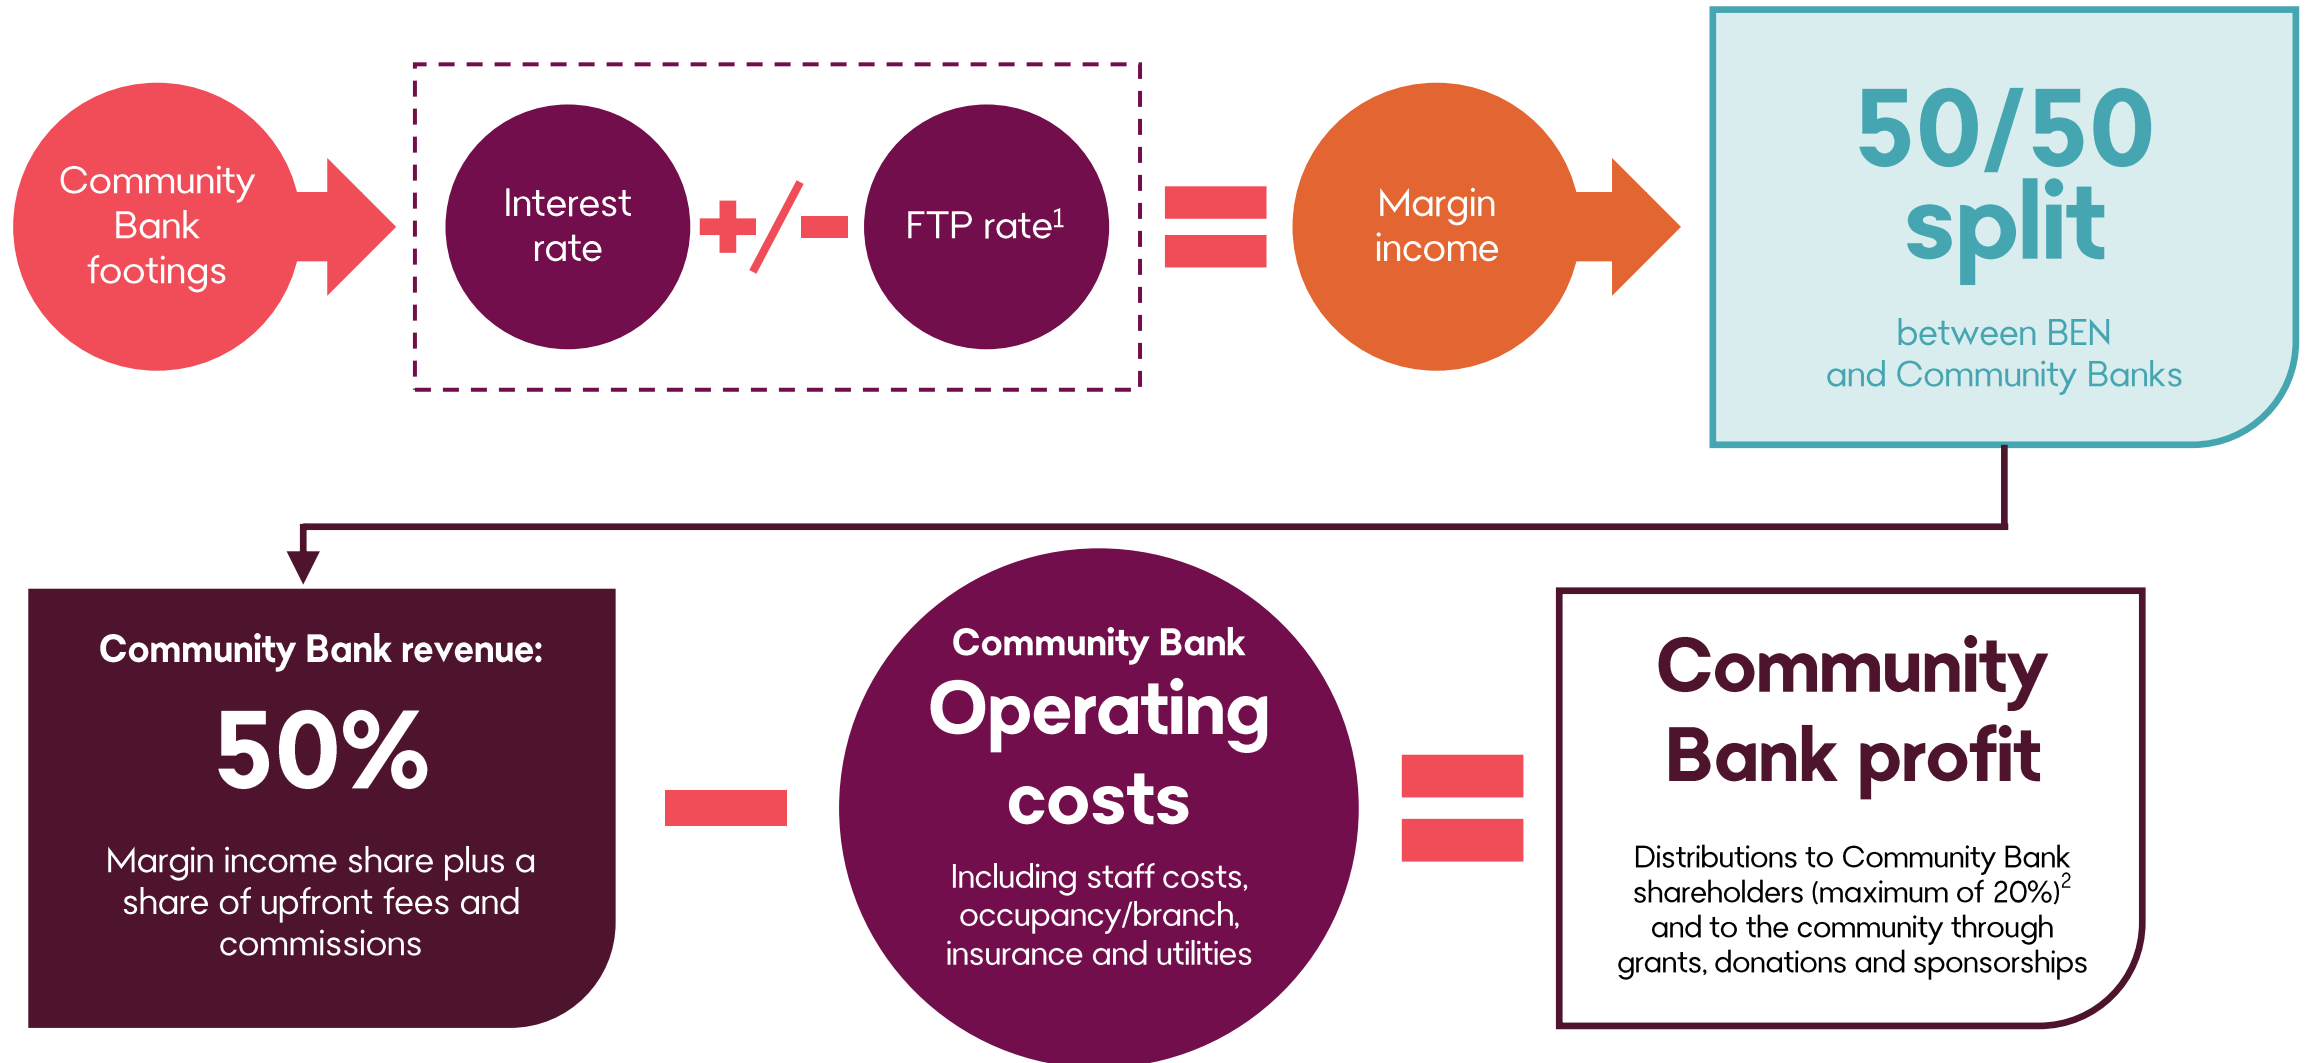 Community
Bank
footings
Interest
rate
+/-
FTP rate¹
=
Margin
income
50/50
split
between BEN
and Community Banks
Community Bank revenue:
50%
Margin income share plus a
share of upfront fees and
commissions
Community Bank
Operating
costs
Including staff costs,
occupancy/branch,
insurance and utilities
=
Community
Bank profit
Distributions to Community Bank
shareholders (maximum of 20%)²
and to the community through
grants, donations and sponsorships